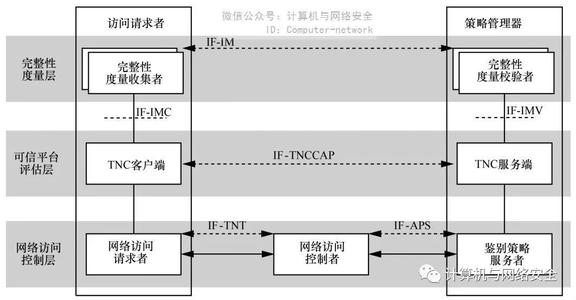 微信公众号：计算机与网络安全
ID：Computer-network
访问请求者
策略管理器
完整性
度量层
完整性
度量收集者
IF-IM
完整性
度量校验者
IF-IMC
IF-IMV
可信平台
评估层
TNC客户端
IF-TNCCAP
TNC服务端
网络访问
控制层
网络访问
请求者
IF-TNT
网络访问
控制者
IF-APS
鉴别策略
服务者
计算机与网络安全